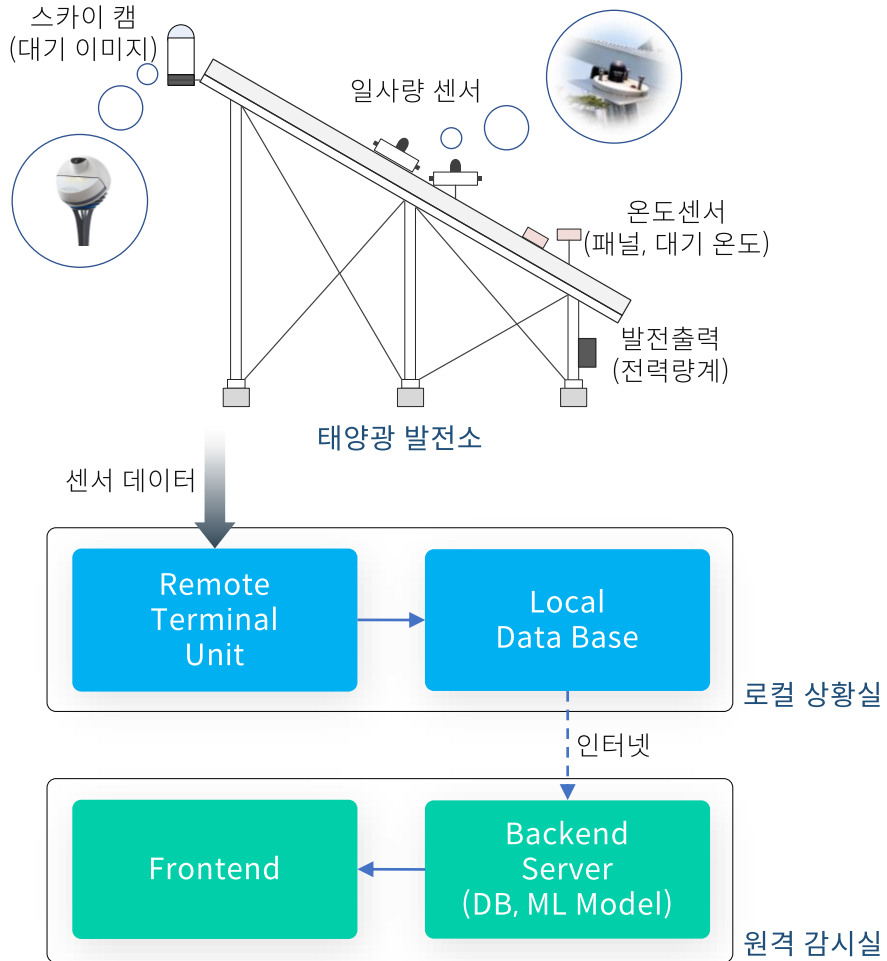 스카이 캠
(대기 이미지)
일사량 센서
온도센서
(패널, 대기 온도)
발전출력
(전력량계)
태양광 발전소
센서 데이터
Remote
Terminal
Unit
Local
Data Base
로컬 상황실
인터넷
Frontend
Backend
Server
(DB, ML Model)
원격 감시실